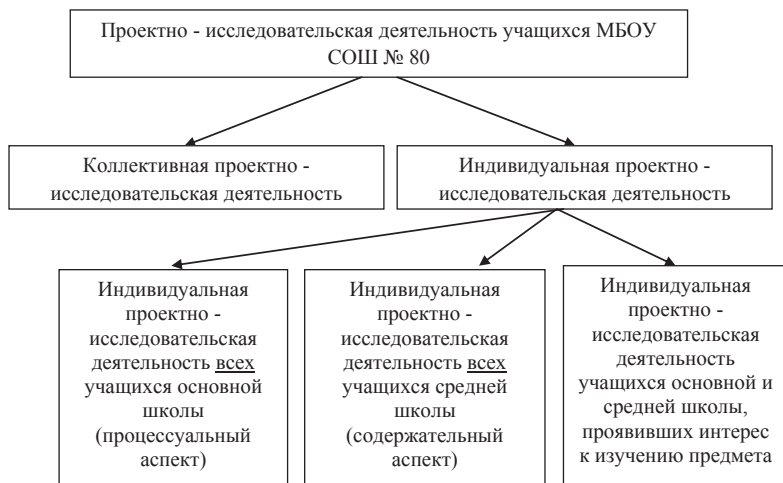 Проектно - исследовательская деятельность учащихся МБОУ
СОШ № 80
Коллективная проектно -
исследовательская деятельность
Индивидуальная проектно -
исследовательская деятельность
Индивидуальная
проектно -
исследовательская
деятельность всех
учащихся основной
школы
(процессуальный
аспект)
Индивидуальная
проектно -
исследовательская
деятельность всех
учащихся средней
школы
(содержательный
аспект)
Индивидуальная
проектно -
исследовательская
деятельность
учащихся основной и
средней школы,
проявивших интерес
к изучению предмета